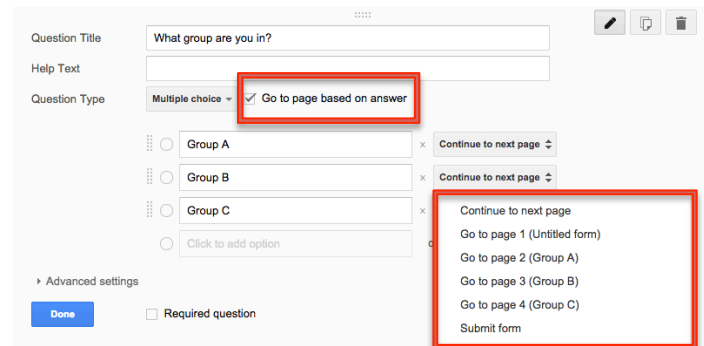 Question Title What group are you in?
Help Text
Question Type Multiple choice Go to page based on answer
Group A × Continue to next page
Group B × Continue to next page
Group C ×
Continue to next page
Click to add option
Go to page 1 (Untitled form)
Go to page 2 (Group A)
Go to page 3 (Group B)
Go to page 4 (Group C)
Submit form
Advanced settings
Done Required question